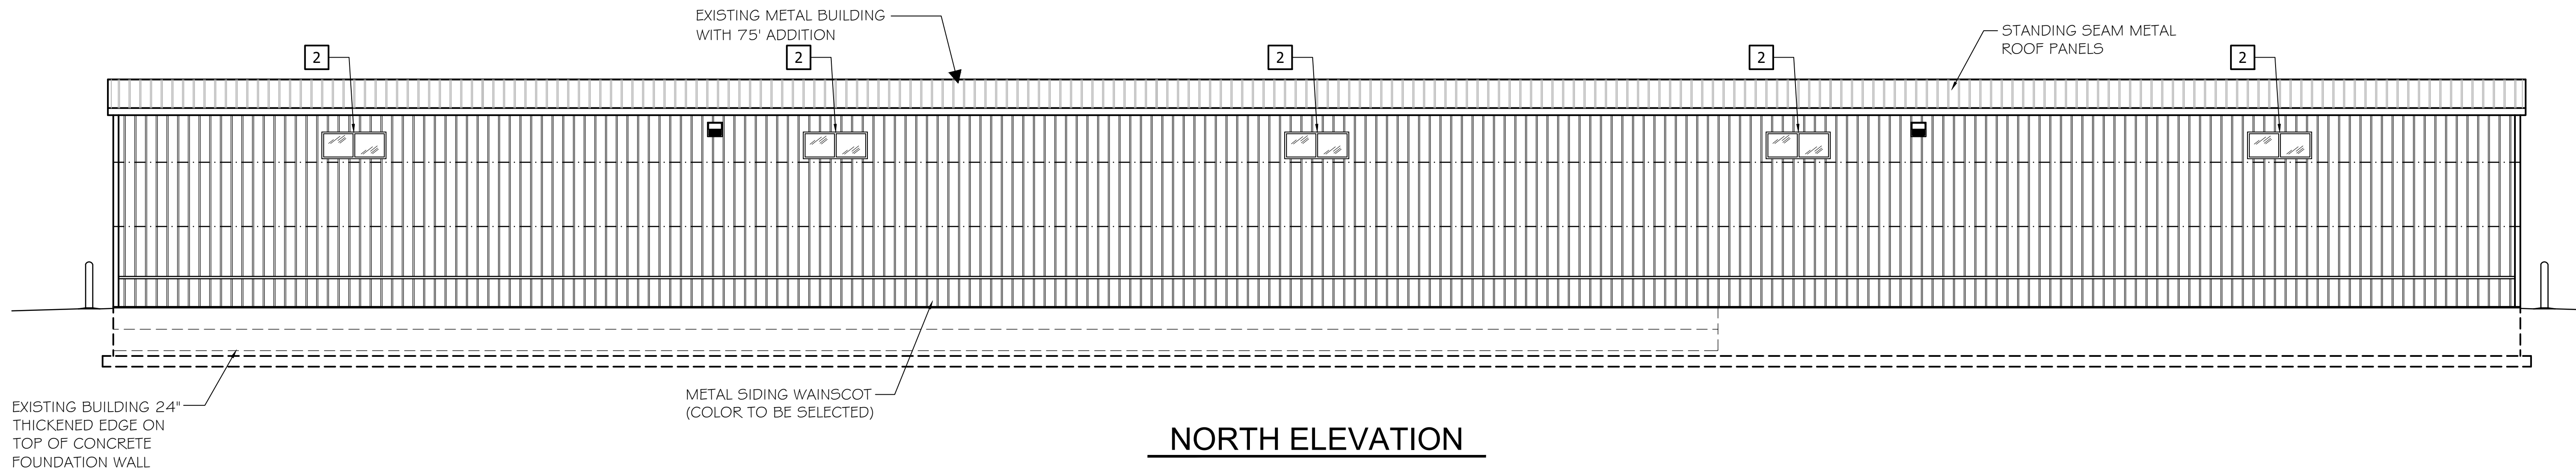 EXISTING METAL BUILDING
WITH 75' ADDITION
STANDING SEAM METAL
ROOF PANELS
2
2
2
2
2
EXISTING BUILDING 24"
THICKENED EDGE ON
TOP OF CONCRETE
FOUNDATION WALL
METAL SIDING WAINSCOT
(COLOR TO BE SELECTED)
NORTH ELEVATION